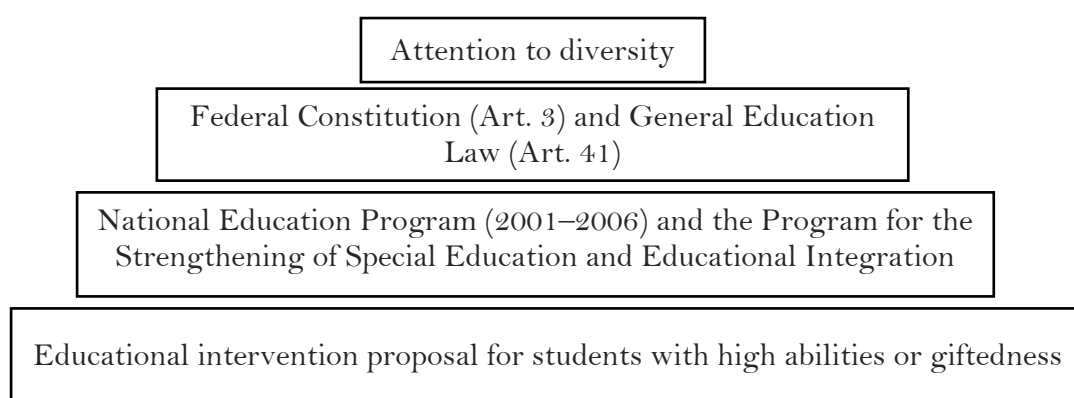 Attention to diversity
Federal Constitution (Art. 3) and General Education
Law (Art. 41)
National Education Program (2001–2006) and the Program for the
Strengthening of Special Education and Educational Integration
Educational intervention proposal for students with high abilities or giftedness